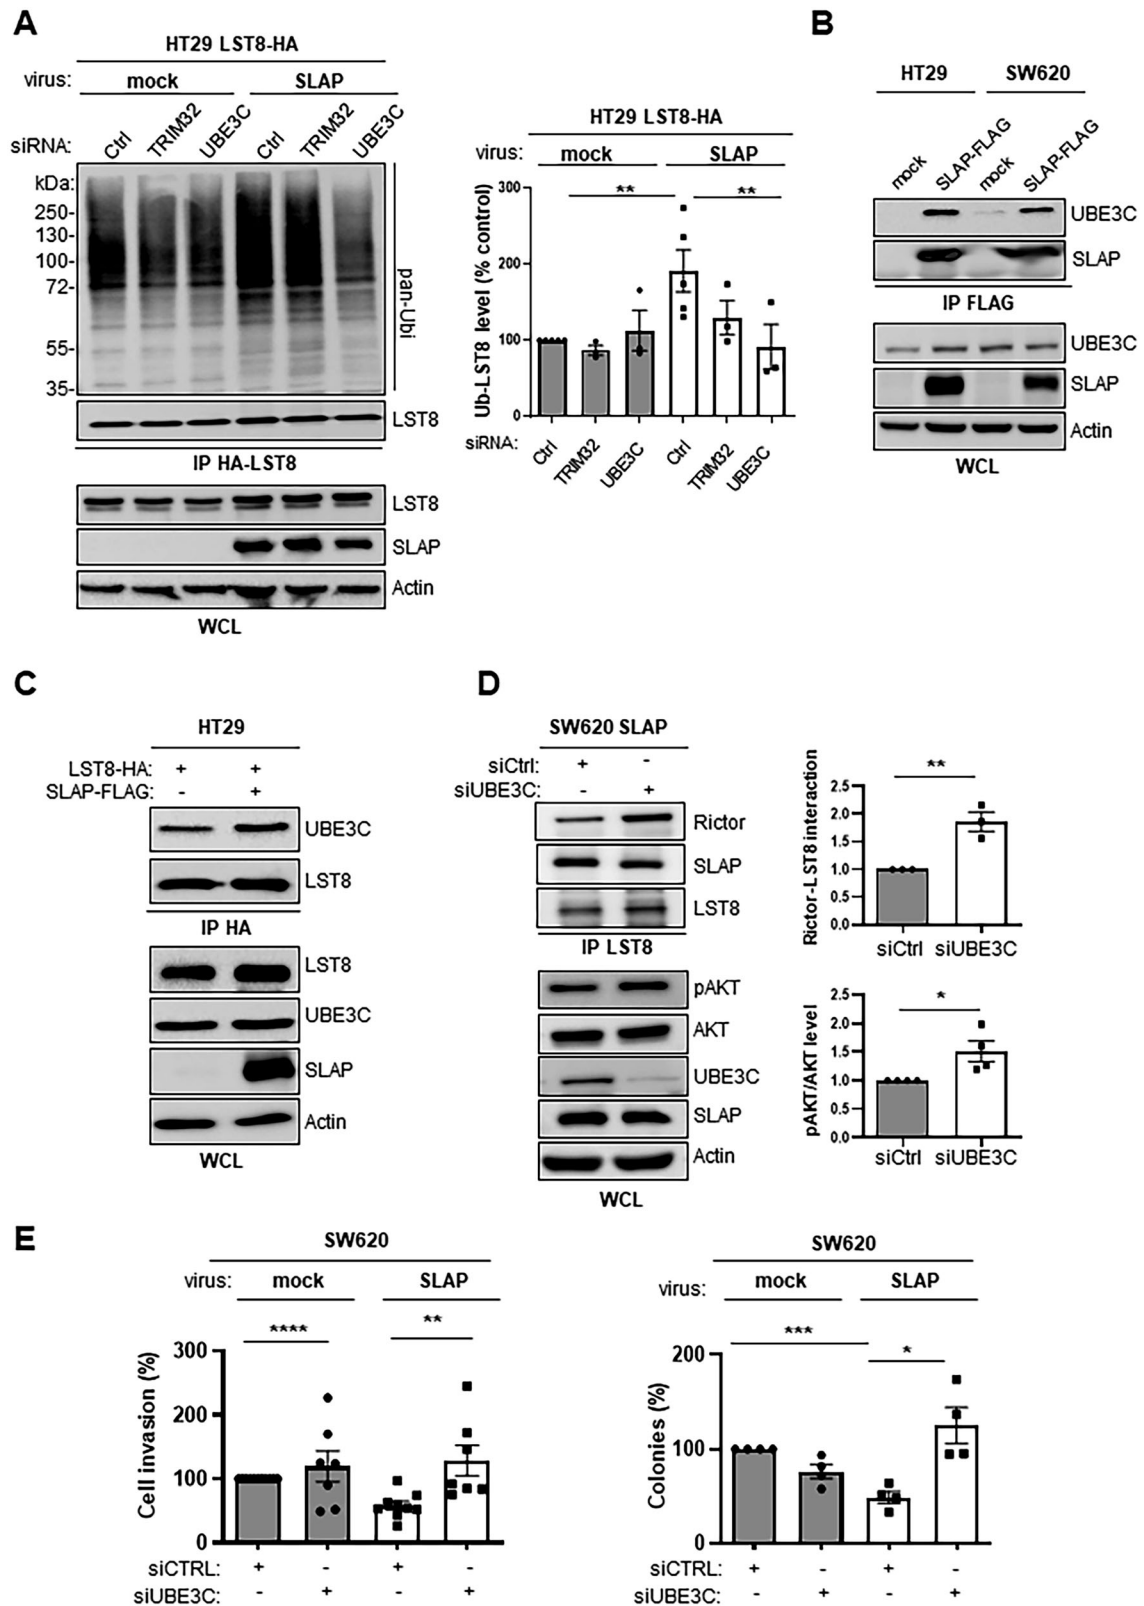 A
HT29 LST8-HA
virus: mock SLAP
siRNA: Ctrl TRIM32 UBE3C Ctrl TRIM32 UBE3C
kDa:
250-
130-
100-
72-
55-
35-
pan-Ubi
LST8
IP HA-LST8
LST8
SLAP
Actin
WCL
HT29 LST8-HA
virus: mock SLAP
** **
Ub-LST8 level (% control)
300
200
100
0
siRNA: Ctrl TRIM32 UBE3C Ctrl TRIM32 UBE3C
B
HT29 SW620
mock SLAP-FLAG mock SLAP-FLAG
UBE3C
SLAP
IP FLAG
UBE3C
SLAP
Actin
WCL
C
HT29
LST8-HA: + +
SLAP-FLAG: - +
UBE3C
LST8
IP HA
LST8
UBE3C
SLAP
Actin
WCL
D
SW620 SLAP
siCtrl: + -
siUBE3C: - +
Rictor
SLAP
LST8
IP LST8
pAKT
AKT
UBE3C
SLAP
Actin
WCL
**
Rictor-LST8 interaction
2.5
2.0
1.5
1.0
0.5
0.0
siCtrl siUBE3C
*
pAKT/AKT level
2.5
2.0
1.5
1.0
0.5
0.0
siCtrl siUBE3C
E
SW620
virus: mock SLAP
**** **
Cell invasion (%)
300
200
100
0
siCTRL: + - + -
siUBE3C: - + - +
SW620
virus: mock SLAP
*** *
Colonies (%)
200
100
0
siCTRL: + - + -
siUBE3C: - + - +